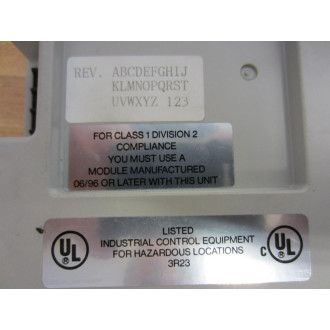 REV. ABCDEFGHIJ
KLMNOPQRST
UVWXYZ 123
FOR CLASS 1 DIVISION 2
COMPLIANCE
YOU MUST USE A
MODULE MANUFACTURED
06/96 OR LATER WITH THIS UNIT
LISTED
INDUSTRIAL CONTROL EQUIPMENT
FOR HAZARDOUS LOCATIONS
3R23
UL
C UL